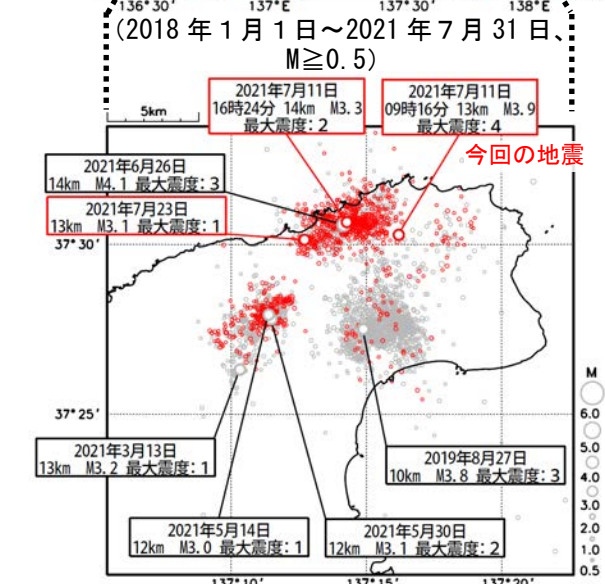 136°30' 137°E 137°30' 138°E
(2018 年 1 月 1 日～2021 年 7 月 31 日、
M≧0.5)
5km
2021年7月11日
16時24分 14km M3.3
最大震度：2
2021年7月11日
09時16分 13km M3.9
最大震度：4
今回の地震
2021年6月26日
14km M4.1 最大震度：3
2021年7月23日
13km M3.1 最大震度：1
37°30'
37°25'
2021年3月13日
13km M3.2 最大震度：1
2019年8月27日
10km M3.8 最大震度：3
2021年5月14日
12km M3.0 最大震度：1
2021年5月30日
12km M3.1 最大震度：2
M
6.0
5.0
4.0
3.0
2.0
1.0
0.5
137°10' 137°15' 137°20'